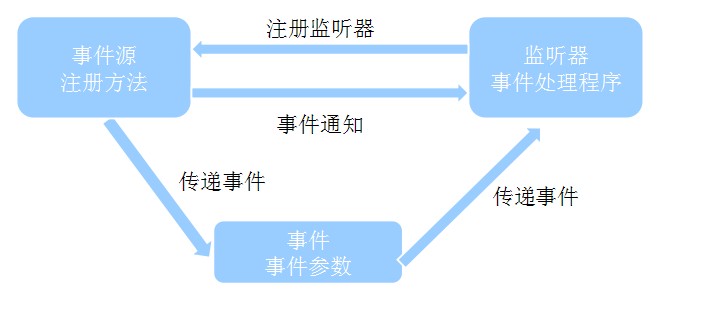 注册监听器
事件源
注册方法
监听器
事件处理程序
事件通知
传递事件
传递事件
事件
事件参数